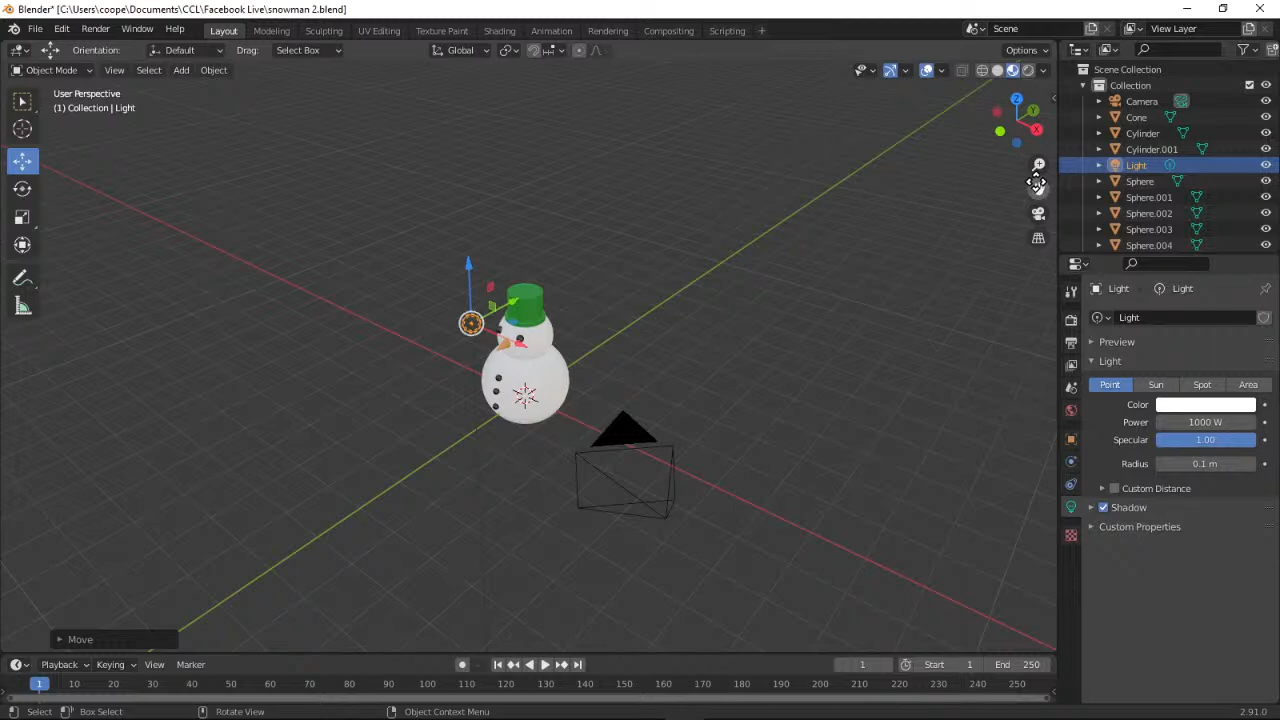 Blender* [C:\Users\coope\Documents\CCL\Facebook Live\snowman 2.blend]
File Edit Render Window Help Layout Modeling Sculpting UV Editing Texture Paint Shading Animation Rendering Compositing Scripting + Scene View Layer
Orientation: Default Drag: Select Box Global Options
Object Mode View Select Add Object
User Perspective
(1) Collection | Light
Z
Y
X
Scene Collection
Collection
Camera
Cone
Cylinder
Cylinder.001
Light
Sphere
Sphere.001
Sphere.002
Sphere.003
Sphere.004
Light Light
Light
Preview
Light
Point Sun Spot Area
Color
Power 1000 W
Specular 1.00
Radius 0.1 m
Custom Distance
Shadow
Custom Properties
Move
Playback Keying View Marker 1 Start 1 End 250
1 10 20 30 40 50 60 70 80 90 100 110 120 130 140 150 160 170 180 190 200 210 220 230 240 250
Select Box Select Rotate View Object Context Menu 2.91.0